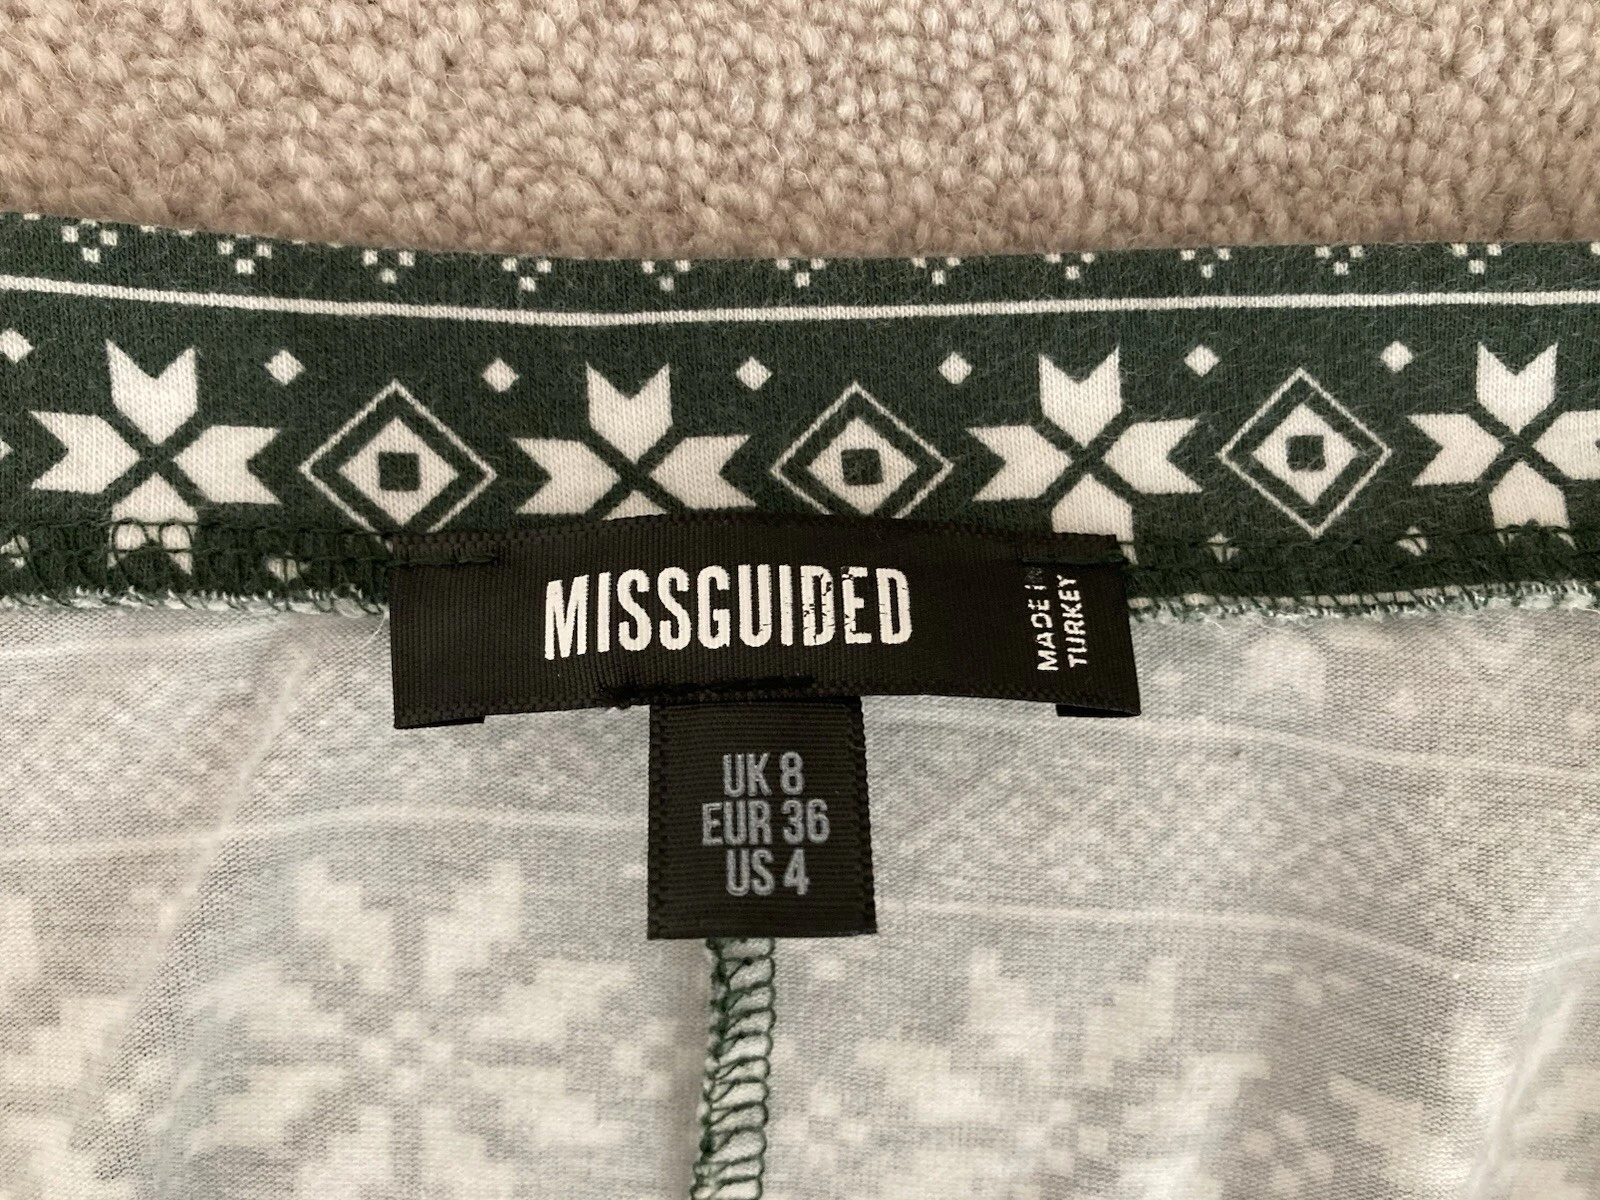 MISSGUIDED
MADE IN
TURKEY
UK 8
EUR 36
US 4